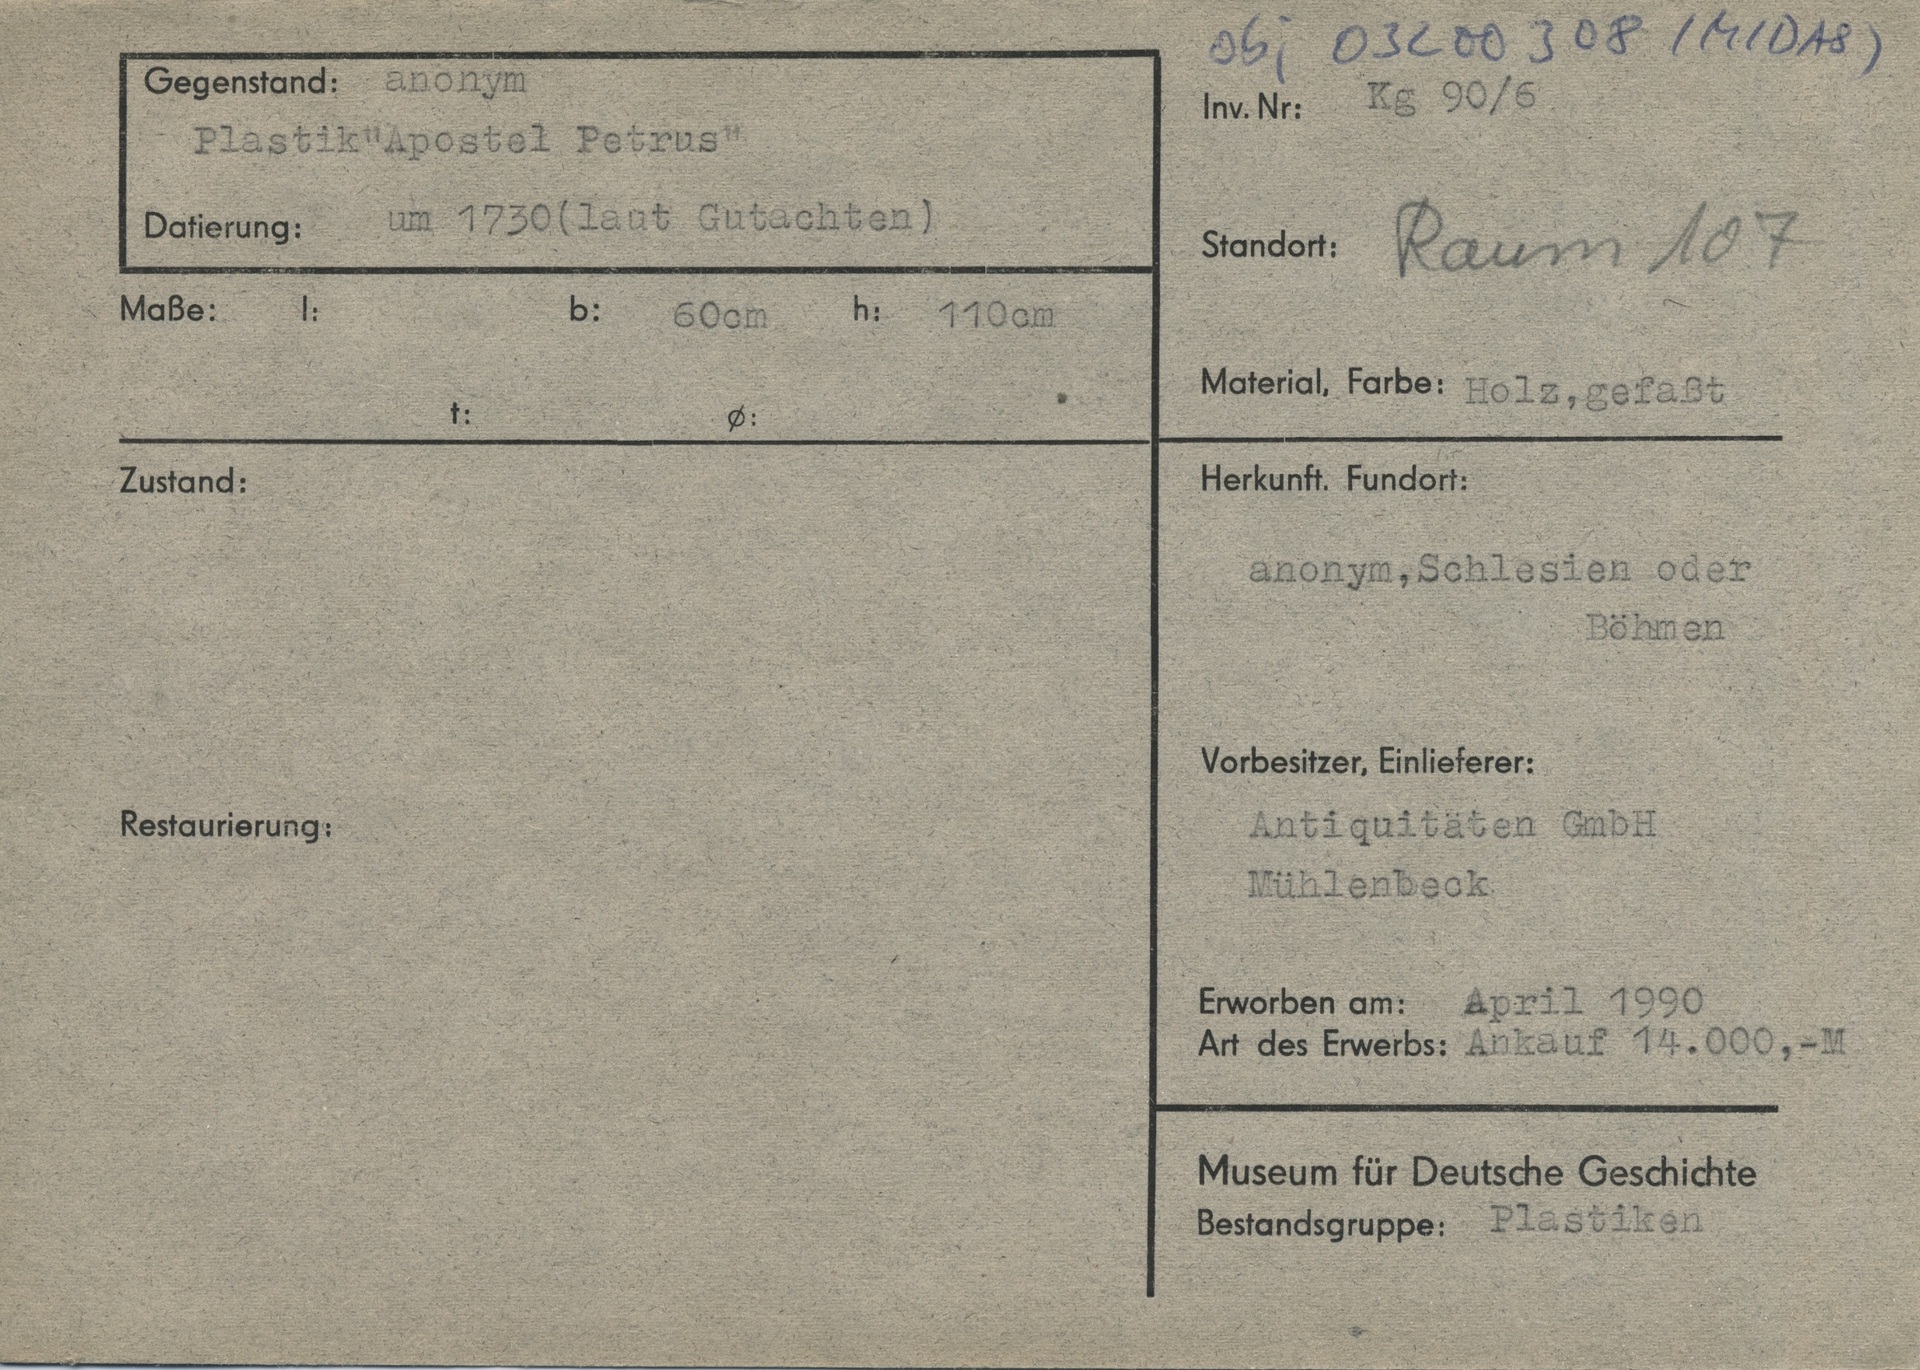 obj 03200308 (MIDAS)
Gegenstand: anonym
Plastik"Apostel Petrus"
Datierung: um 1730(laut Gutachten)
Inv. Nr: Kg 90/6
Standort: Raum 107
Maße: l: b: 60cm h: 110cm
t: ø:
Material, Farbe: Holz,gefaßt
Zustand:
Restaurierung:
Herkunft. Fundort:
anonym,Schlesien oder
Böhmen
Vorbesitzer, Einlieferer:
Antiquitäten GmbH
Mühlenbeck
Erworben am: April 1990
Art des Erwerbs: Ankauf 14.000,-M
Museum für Deutsche Geschichte
Bestandsgruppe: Plastiken